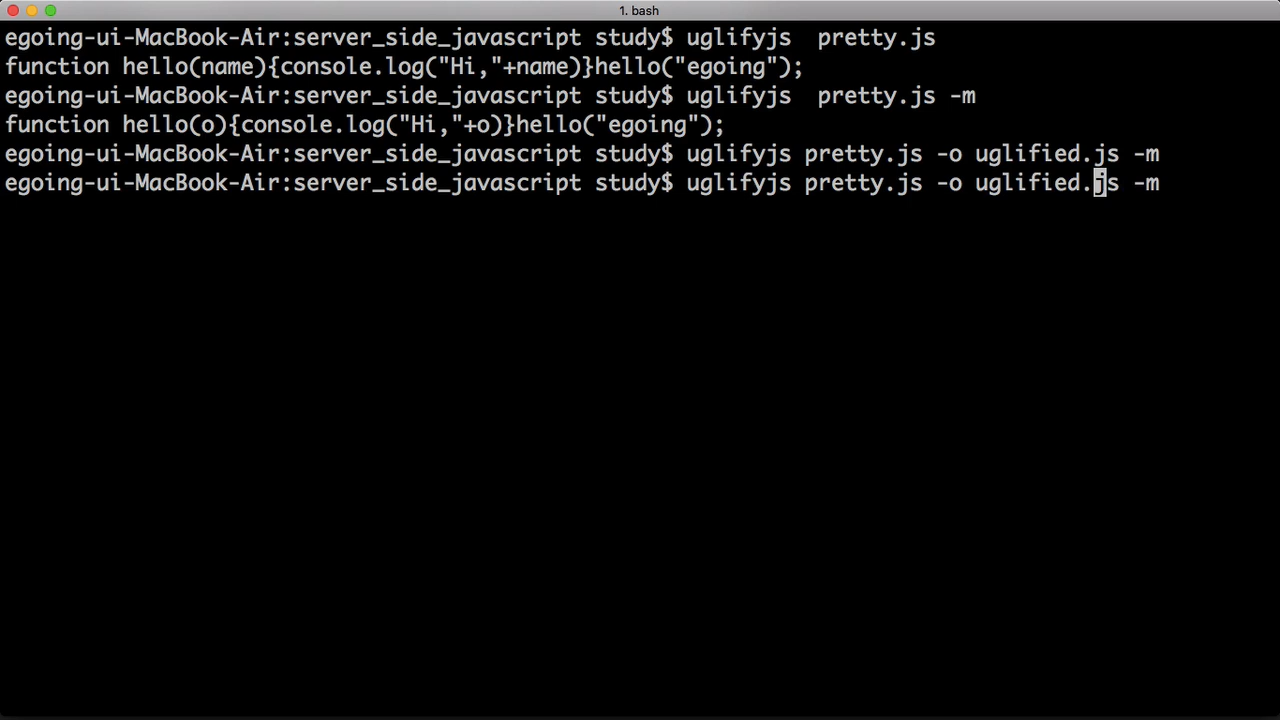 1. bash
egoing-ui-MacBook-Air:server_side_javascript study$ uglifyjs  pretty.js
function hello(name){console.log("Hi,"+name)}hello("egoing");
egoing-ui-MacBook-Air:server_side_javascript study$ uglifyjs  pretty.js -m
function hello(o){console.log("Hi,"+o)}hello("egoing");
egoing-ui-MacBook-Air:server_side_javascript study$ uglifyjs pretty.js -o uglified.js -m
egoing-ui-MacBook-Air:server_side_javascript study$ uglifyjs pretty.js -o uglified.js -m